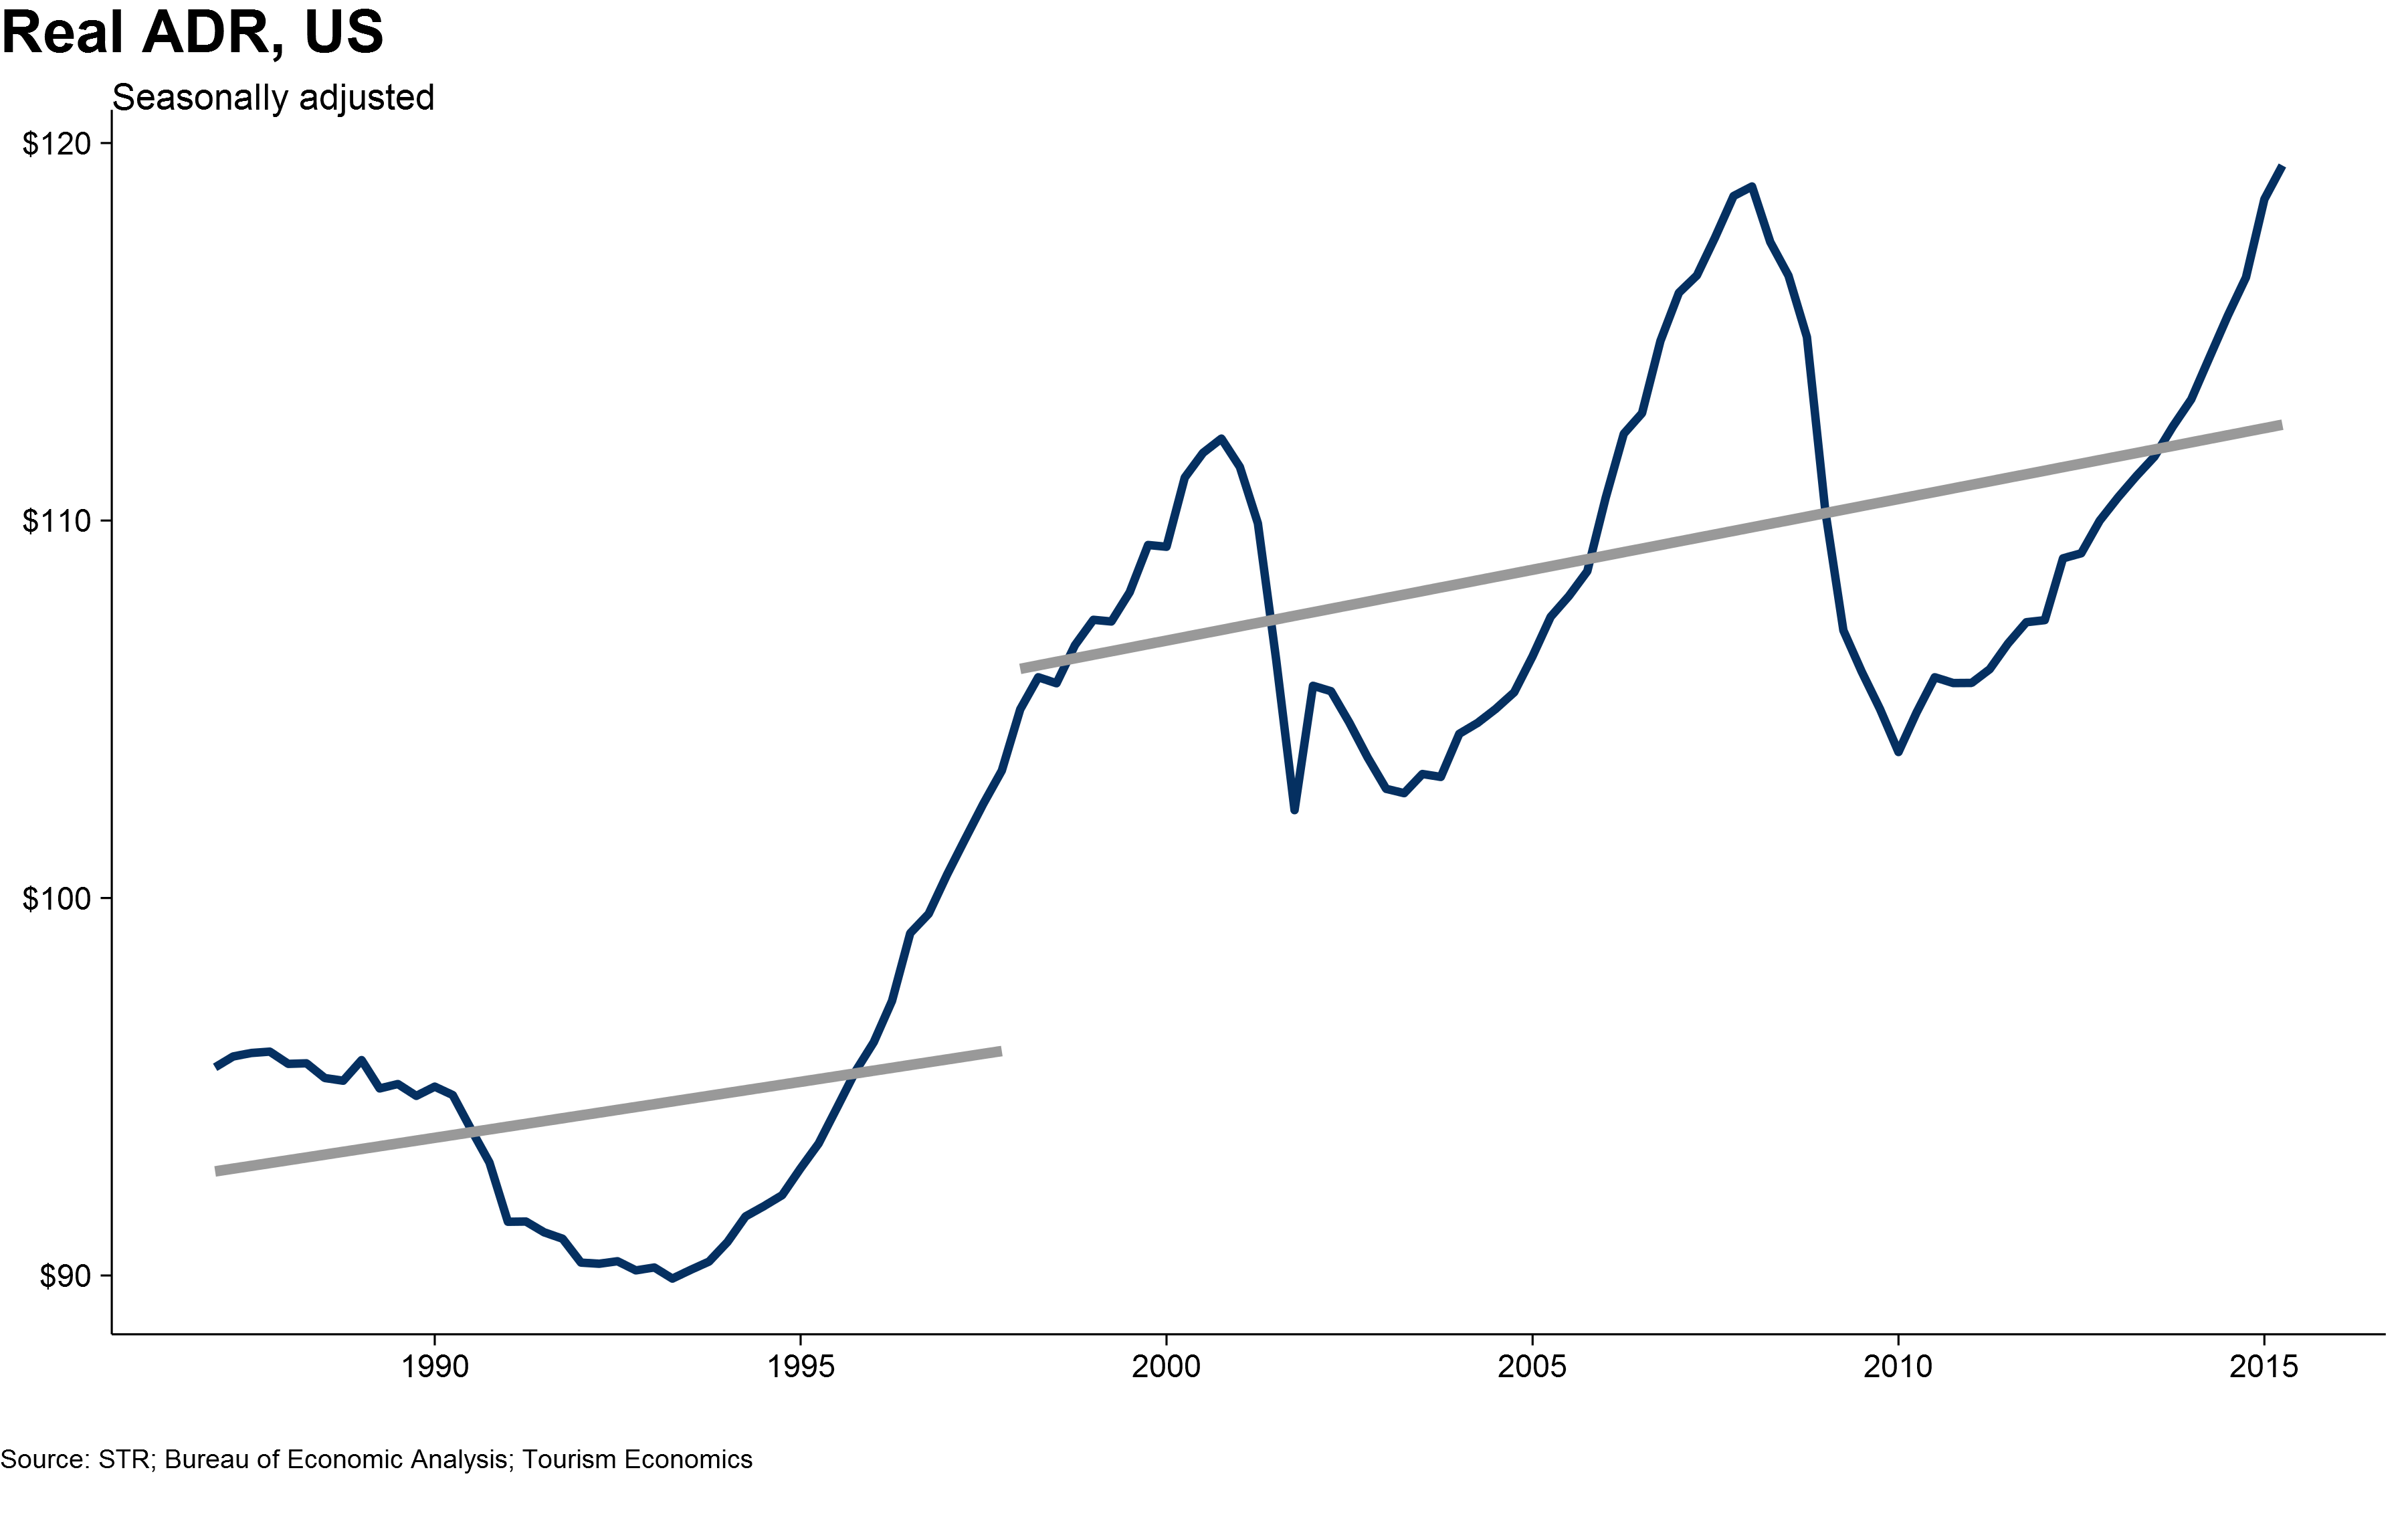 Real ADR, US
Seasonally adjusted
$120
$110
$100
$90
1990 1995 2000 2005 2010 2015
Source: STR; Bureau of Economic Analysis; Tourism Economics